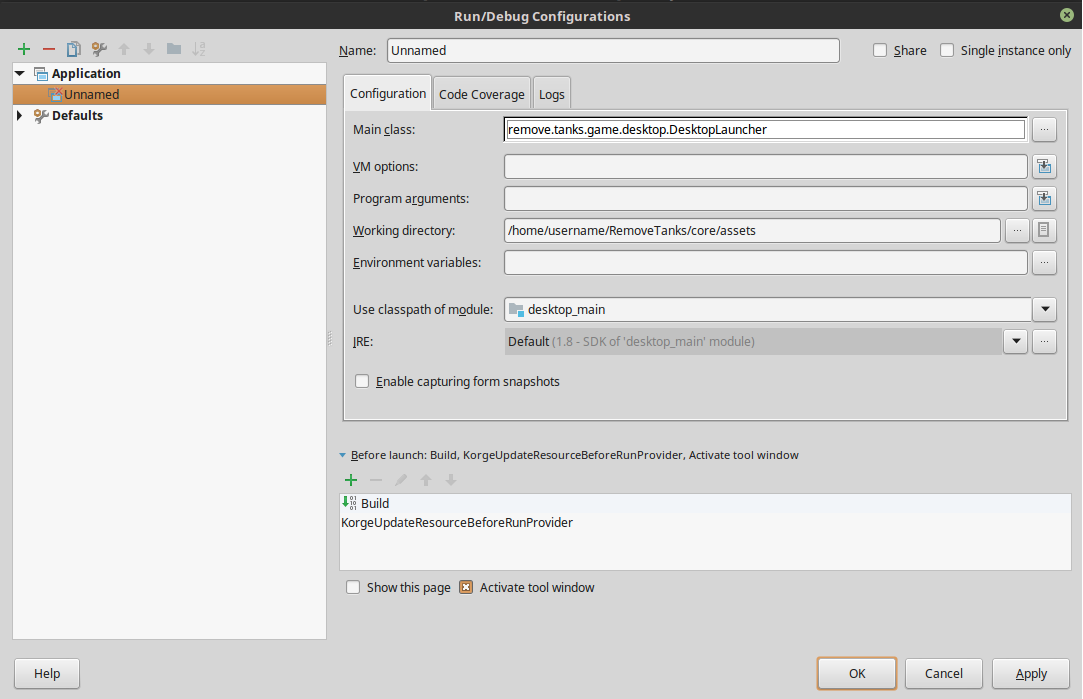 Run/Debug Configurations
Name: Unnamed Share Single instance only
Application
Unnamed
Defaults
Configuration Code Coverage Logs
Main class: remove.tanks.game.desktop.DesktopLauncher ...
VM options:
Program arguments:
Working directory: /home/username/RemoveTanks/core/assets ...
Environment variables: ...
Use classpath of module: desktop_main
JRE: Default (1.8 - SDK of 'desktop_main' module) ...
Enable capturing form snapshots
Before launch: Build, KorgeUpdateResourceBeforeRunProvider, Activate tool window
Build
KorgeUpdateResourceBeforeRunProvider
Show this page Activate tool window
Help OK Cancel Apply